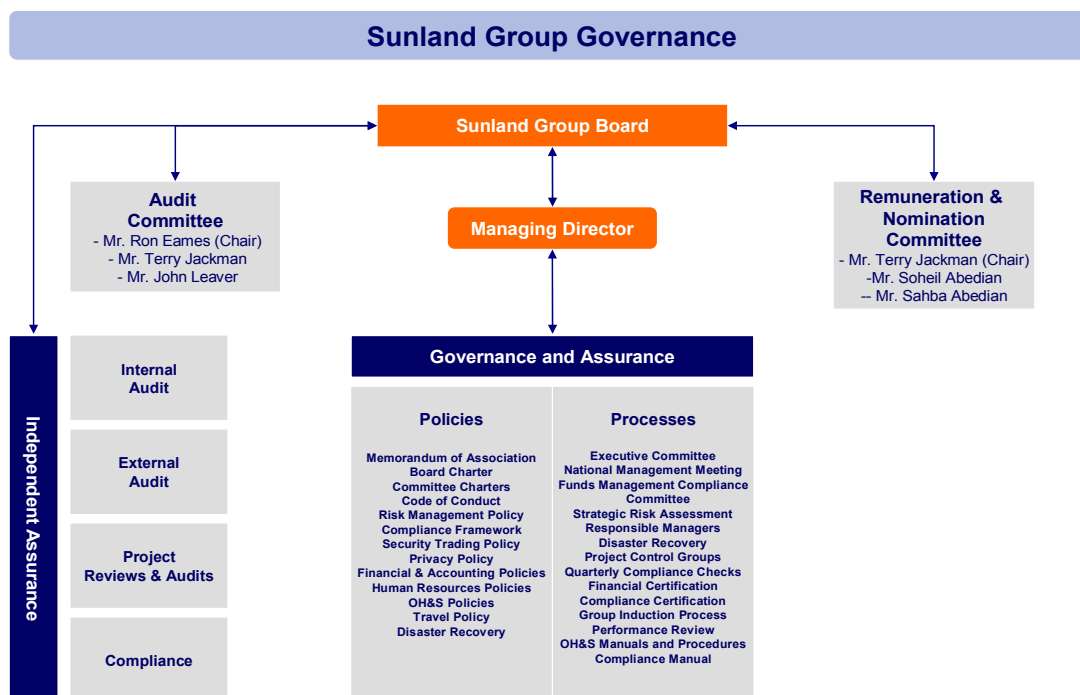 Sunland Group Governance
Sunland Group Board
Audit
Committee
- Mr. Ron Eames (Chair)
- Mr. Terry Jackman
- Mr. John Leaver
Managing Director
Remuneration &
Nomination
Committee
- Mr. Terry Jackman (Chair)
-Mr. Soheil Abedian
-- Mr. Sahba Abedian
Independent Assurance
Internal
Audit
External
Audit
Project
Reviews & Audits
Compliance
Governance and Assurance
Policies
Memorandum of Association
Board Charter
Committee Charters
Code of Conduct
Risk Management Policy
Compliance Framework
Security Trading Policy
Privacy Policy
Financial & Accounting Policies
Human Resources Policies
OH&S Policies
Travel Policy
Disaster Recovery
Processes
Executive Committee
National Management Meeting
Funds Management Compliance
Committee
Strategic Risk Assessment
Responsible Managers
Disaster Recovery
Project Control Groups
Quarterly Compliance Checks
Financial Certification
Compliance Certification
Group Induction Process
Performance Review
OH&S Manuals and Procedures
Compliance Manual